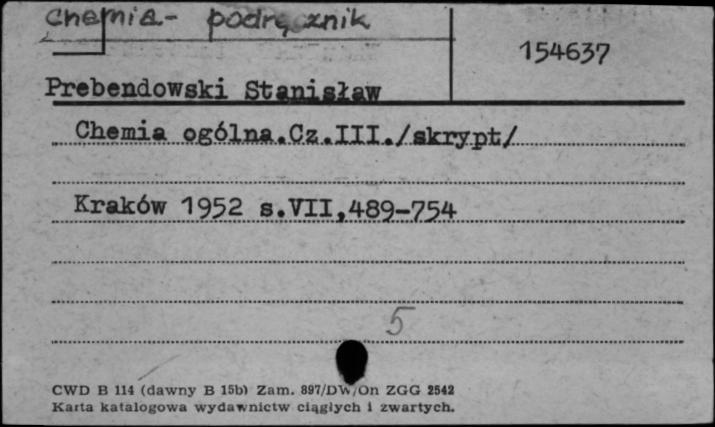 Chemia - podręcznik
154637
Prebendowski Stanisław
Chemia ogólna.Cz.III./skrypt/
Kraków 1952 s.VII,489-754
5
CWD B 114 (dawny B 15b) Zam. 897/DW/On ZGG 2542
Karta katalogowa wydawnictw ciągłych i zwartych.